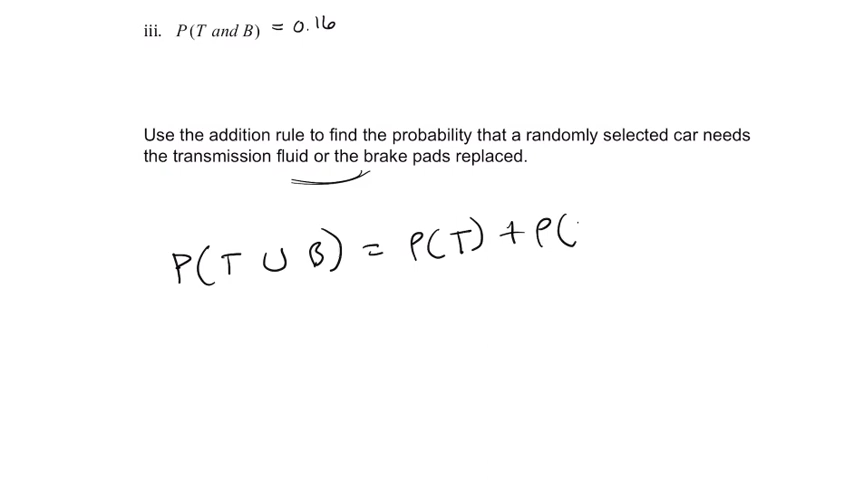 iii. P(T and B) = 0.16
Use the addition rule to find the probability that a randomly selected car needs
the transmission fluid or the brake pads replaced.
P(T ∪ B) = P(T) + P(